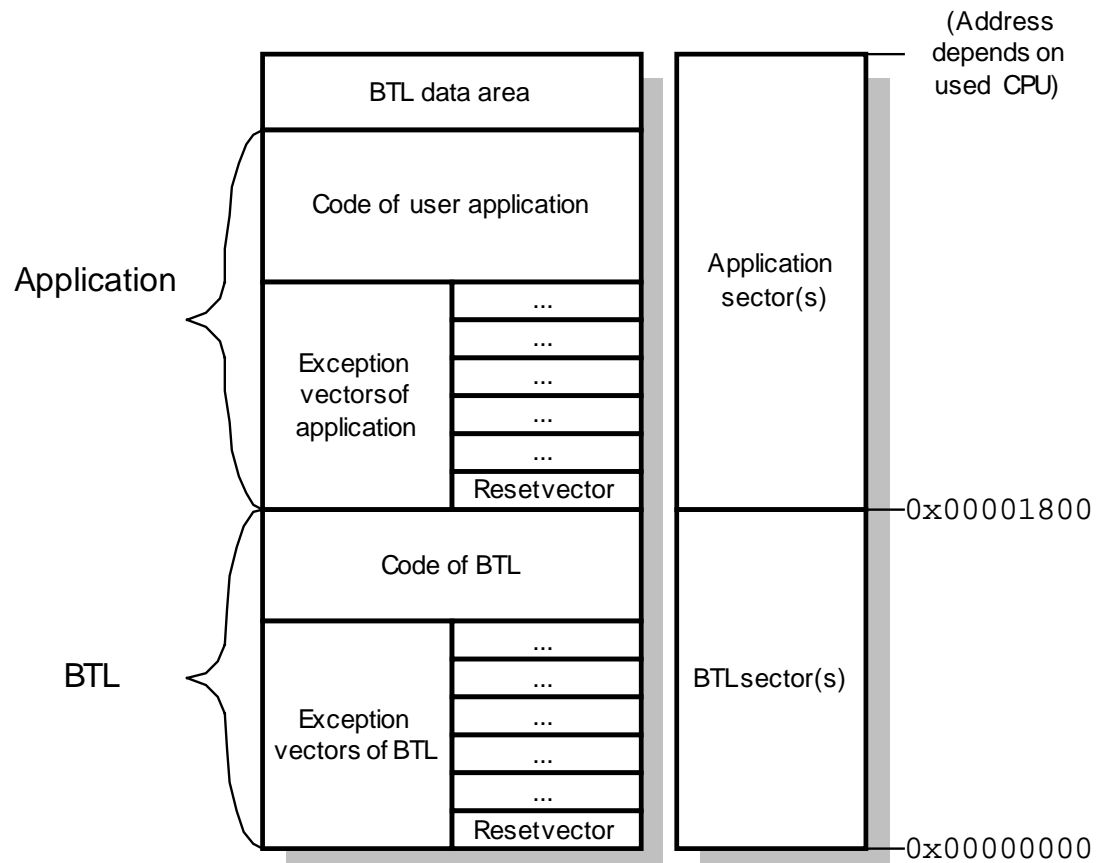 (Address
depends on
used CPU)
BTL data area
Code of user application
Application
Application
sector(s)
...
...
Exception
vectorsof
application
...
...
...
Resetvector
0x00001800
Code of BTL
BTL
BTLsector(s)
...
...
Exception
vectors of BTL
...
...
...
Resetvector
0x00000000